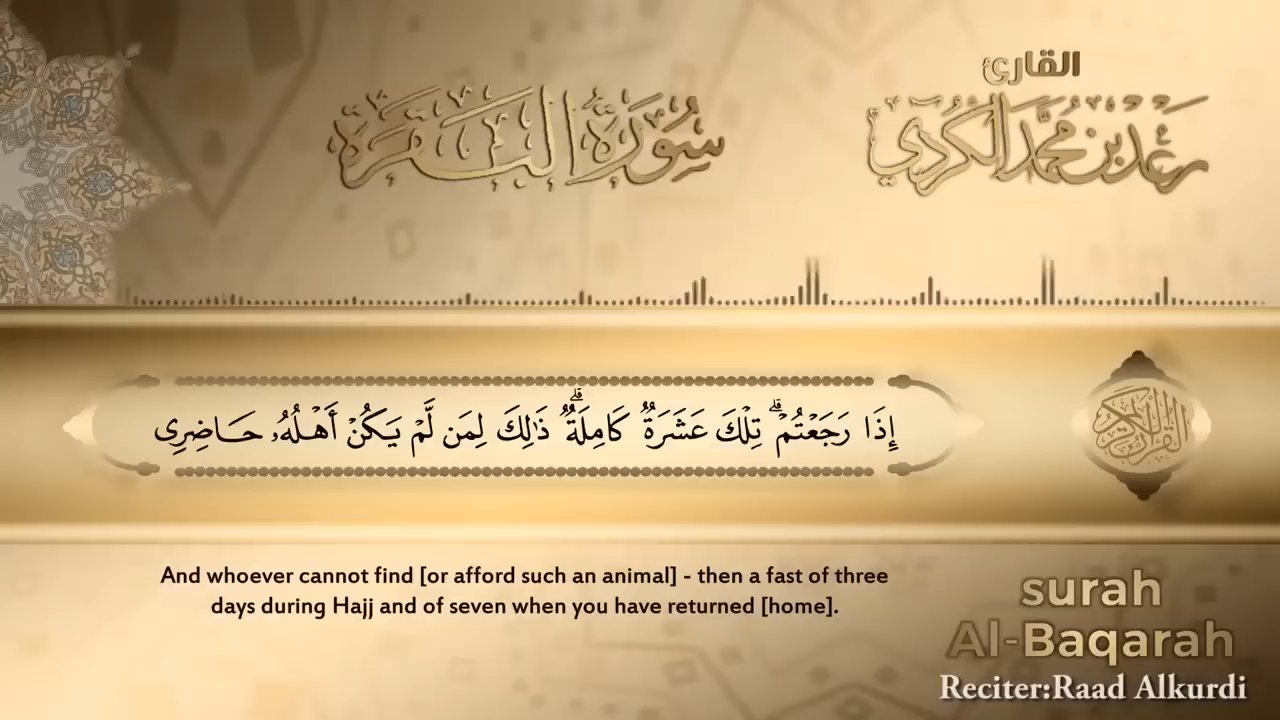 القارئ
رعد بن محمد الكردي
سُورَةُ البَقَرَة
إِذَا رَجَعْتُمْ ۗ تِلْكَ عَشَرَةٌ كَامِلَةٌ ۗ ذَٰلِكَ لِمَن لَّمْ يَكُنْ أَهْلُهُۥ حَاضِرِى
القرآن الكريم
And whoever cannot find [or afford such an animal] - then a fast of three
days during Hajj and of seven when you have returned [home].
surah
Al-Baqarah
Reciter:Raad Alkurdi